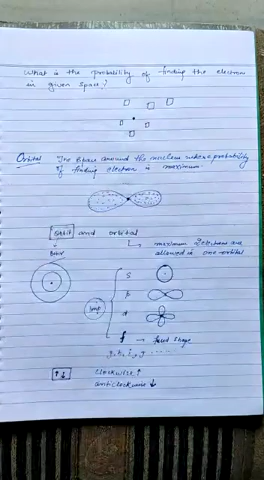 What is the probability of finding the electron
in given space?
Orbital The space around the nucleus where probability
of finding electron is maximum
Orbit and orbital
Bohr
maximum 2 electrons are
allowed in one orbital
s
p
d
f → shape
g, h, i, j ......
↑↓ clockwise ↑
anticlockwise ↓